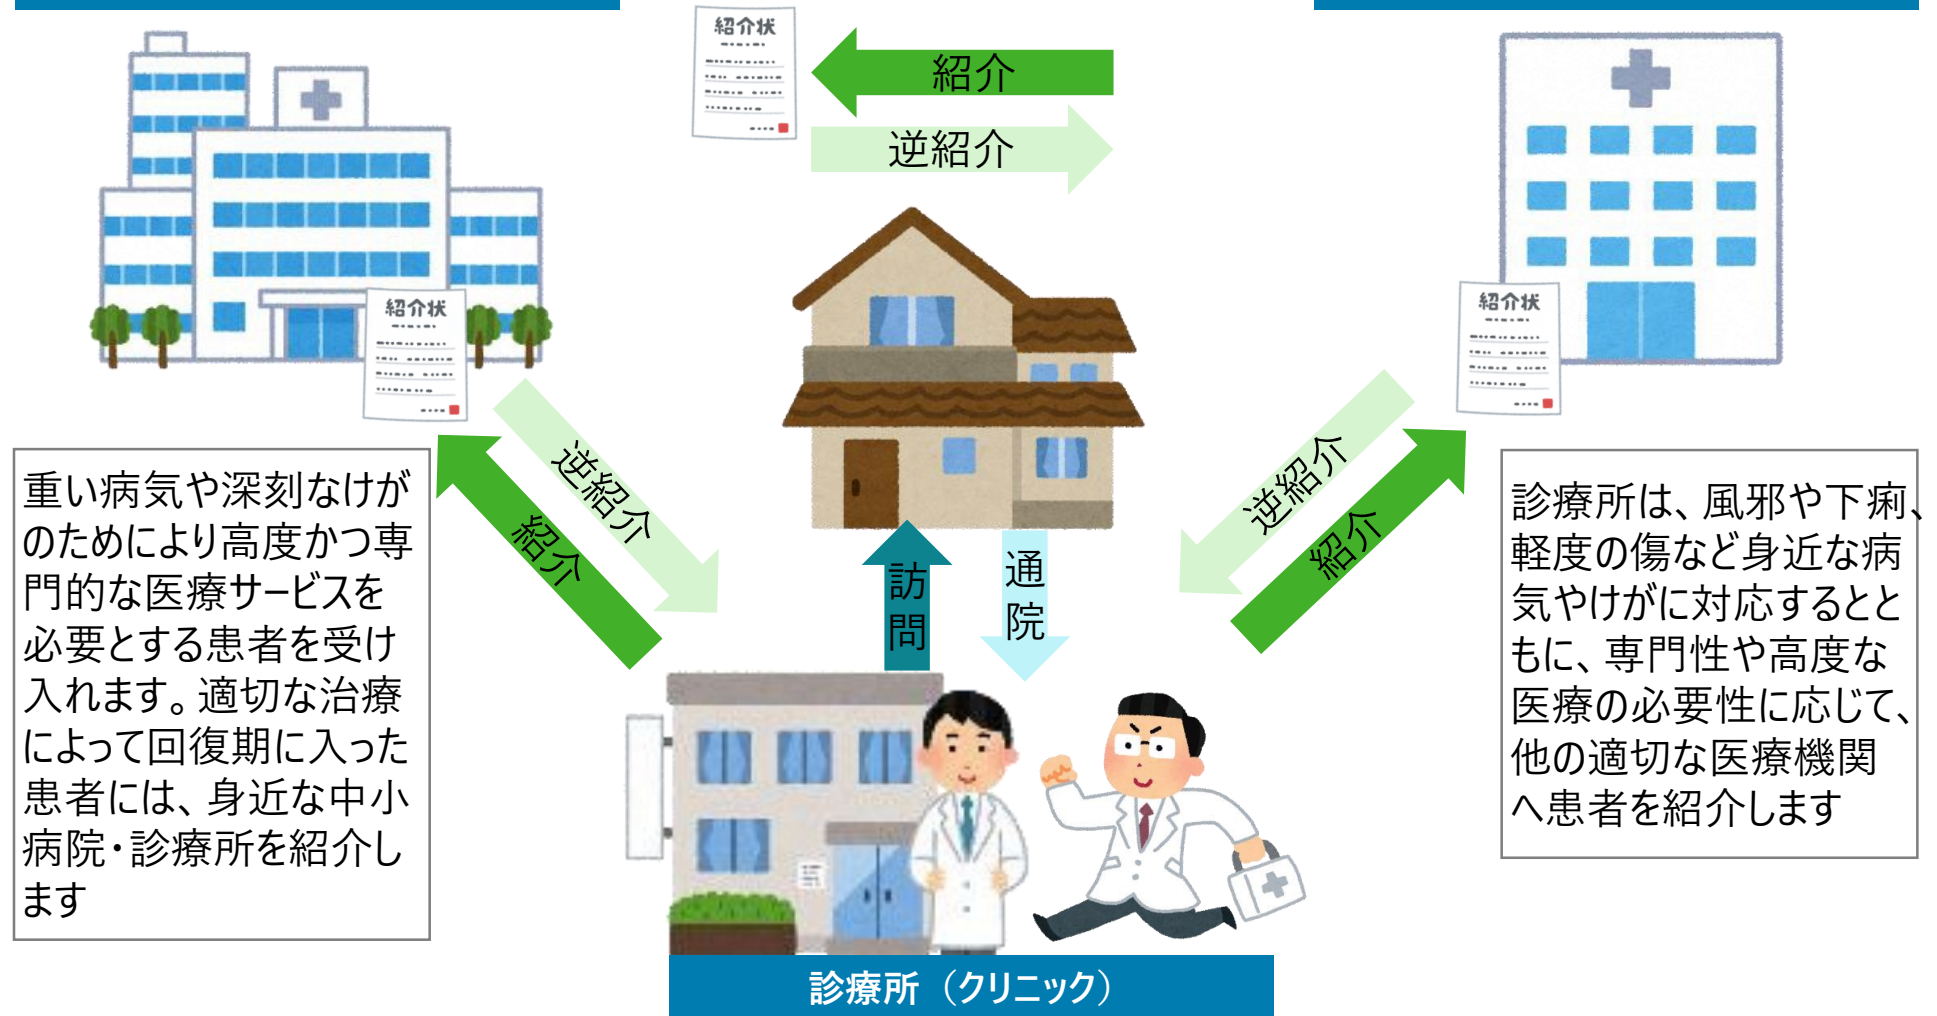 紹介状
紹介
逆紹介
紹介状
紹介状
逆紹介
紹介
逆紹介
紹介
訪問
通院
重い病気や深刻なけが
のためにより高度かつ専
門的な医療サービスを
必要とする患者を受け
入れます。適切な治療
によって回復期に入った
患者には、身近な中小
病院・診療所を紹介し
ます
診療所は、風邪や下痢、
軽度の傷など身近な病
気やけがに対応するとと
もに、専門性や高度な
医療の必要性に応じて、
他の適切な医療機関
へ患者を紹介します
診療所（クリニック）